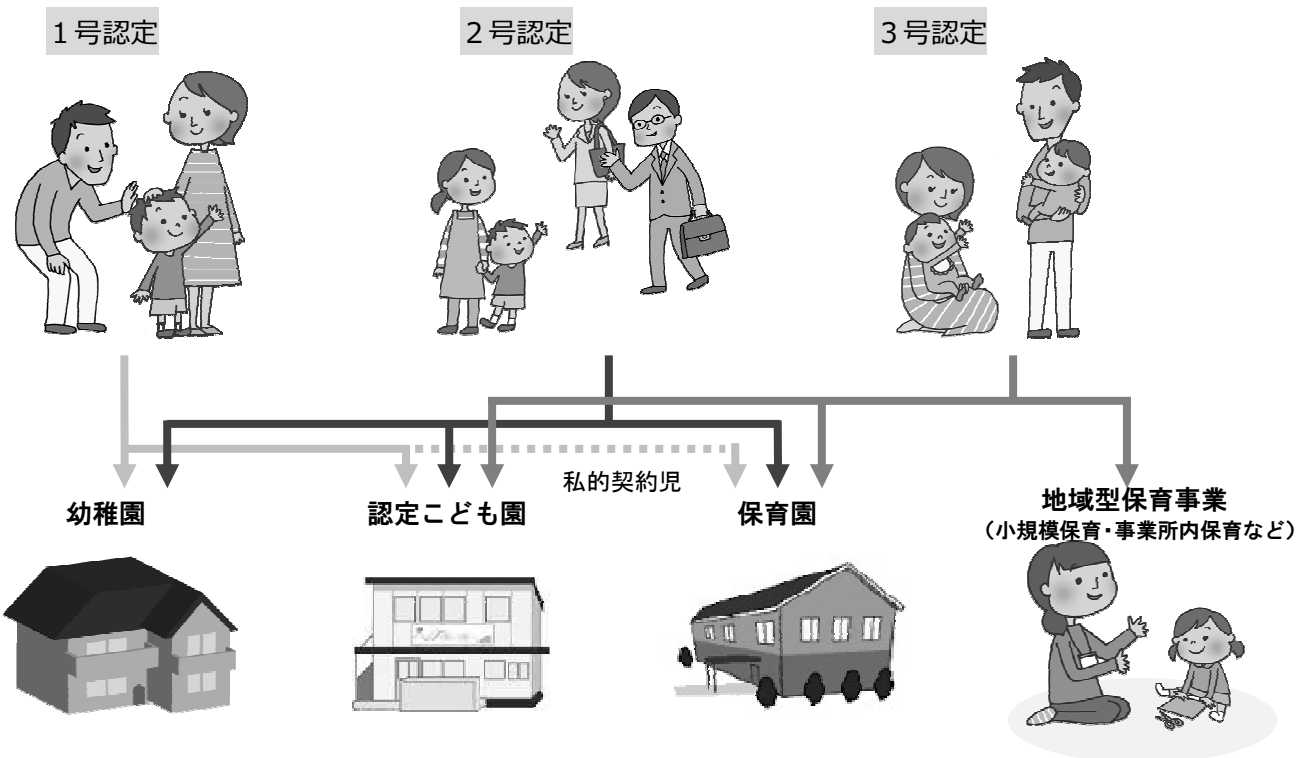 １号認定
２号認定
３号認定
私的契約児
幼稚園
認定こども園
保育園
地域型保育事業
（小規模保育・事業所内保育など）